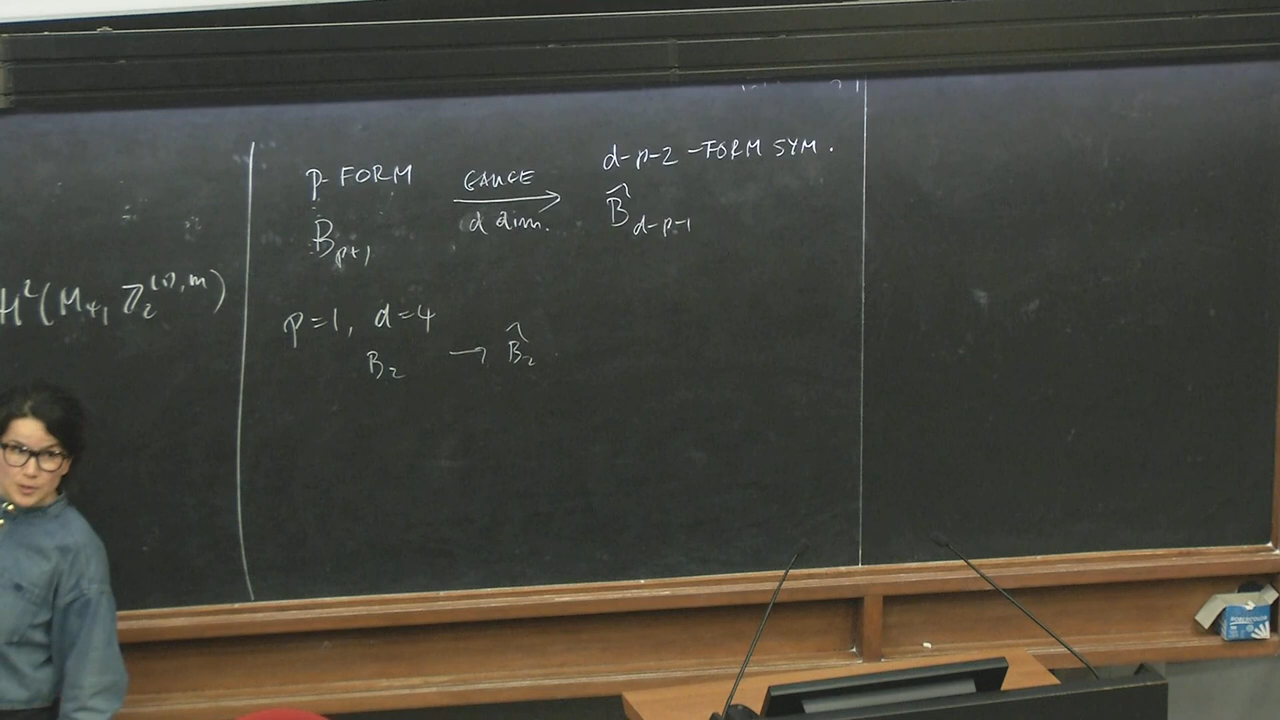 H²(M₄, ℤ₂^{(1),m})
p-FORM
GAUGE
d dim.
d-p-2-FORM SYM.
B_{p+1}
B̂_{d-p-1}
p=1, d=4
B₂ → B̂₂